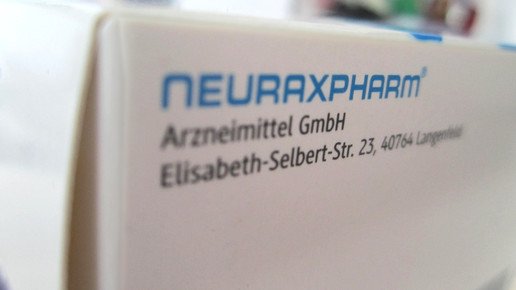 NEURAXPHARM®
Arzneimittel GmbH
Elisabeth-Selbert-Str. 23, 40764 Langenfeld